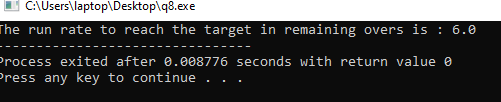 C:\Users\laptop\Desktop\q8.exe
The run rate to reach the target in remaining overs is : 6.0
--------------------------------
Process exited after 0.008776 seconds with return value 0
Press any key to continue . . .